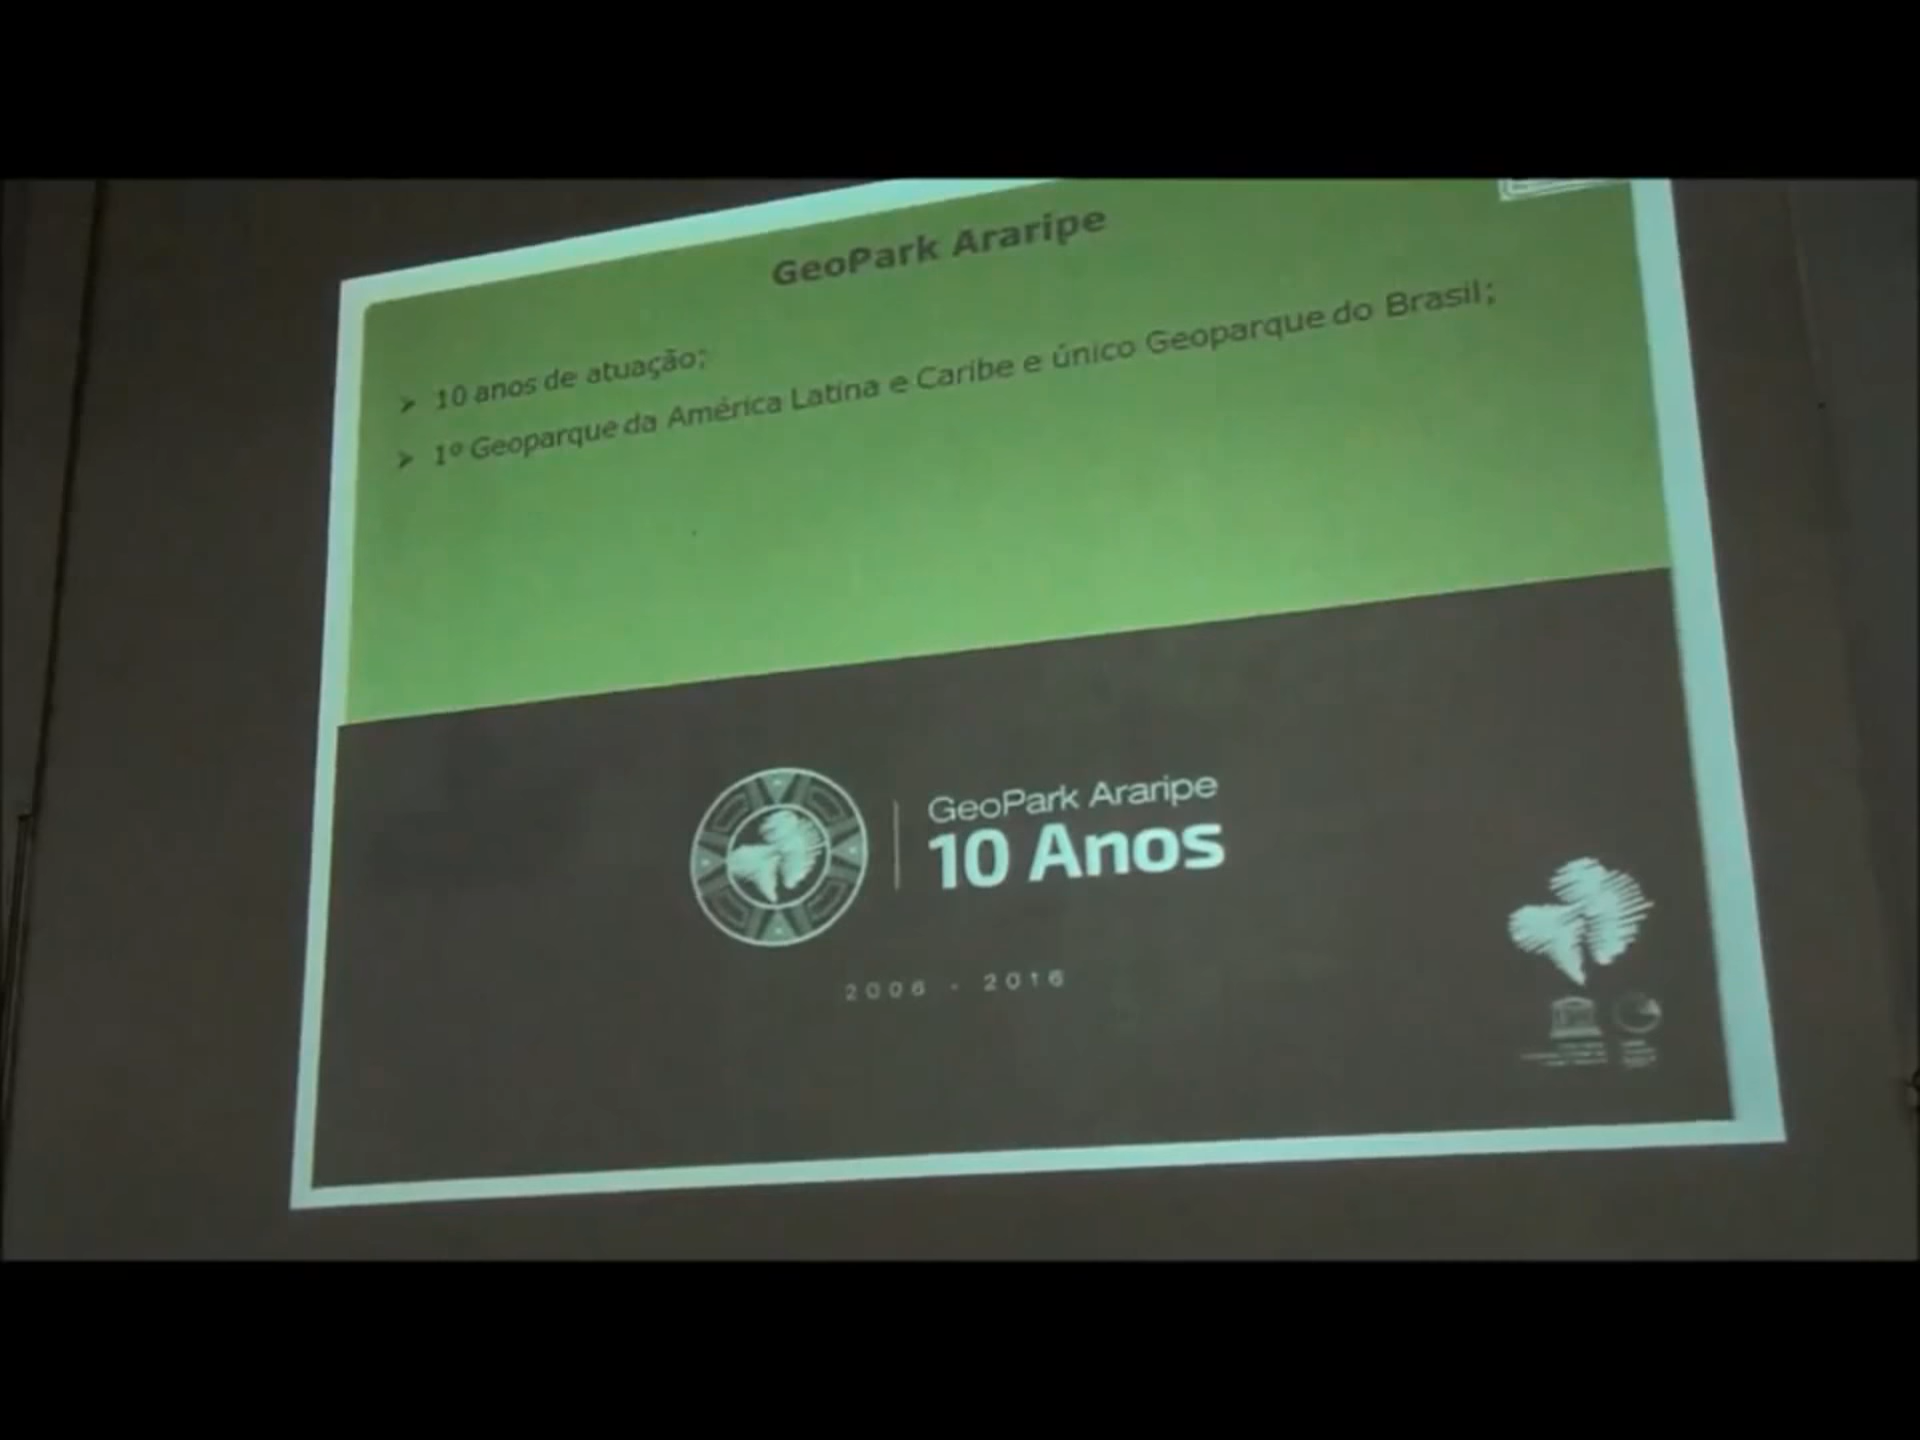 GeoPark Araripe
➢ 10 anos de atuação;
➢ 1º Geoparque da América Latina e Caribe e único Geoparque do Brasil;
GeoPark Araripe
10 Anos
2006 - 2016